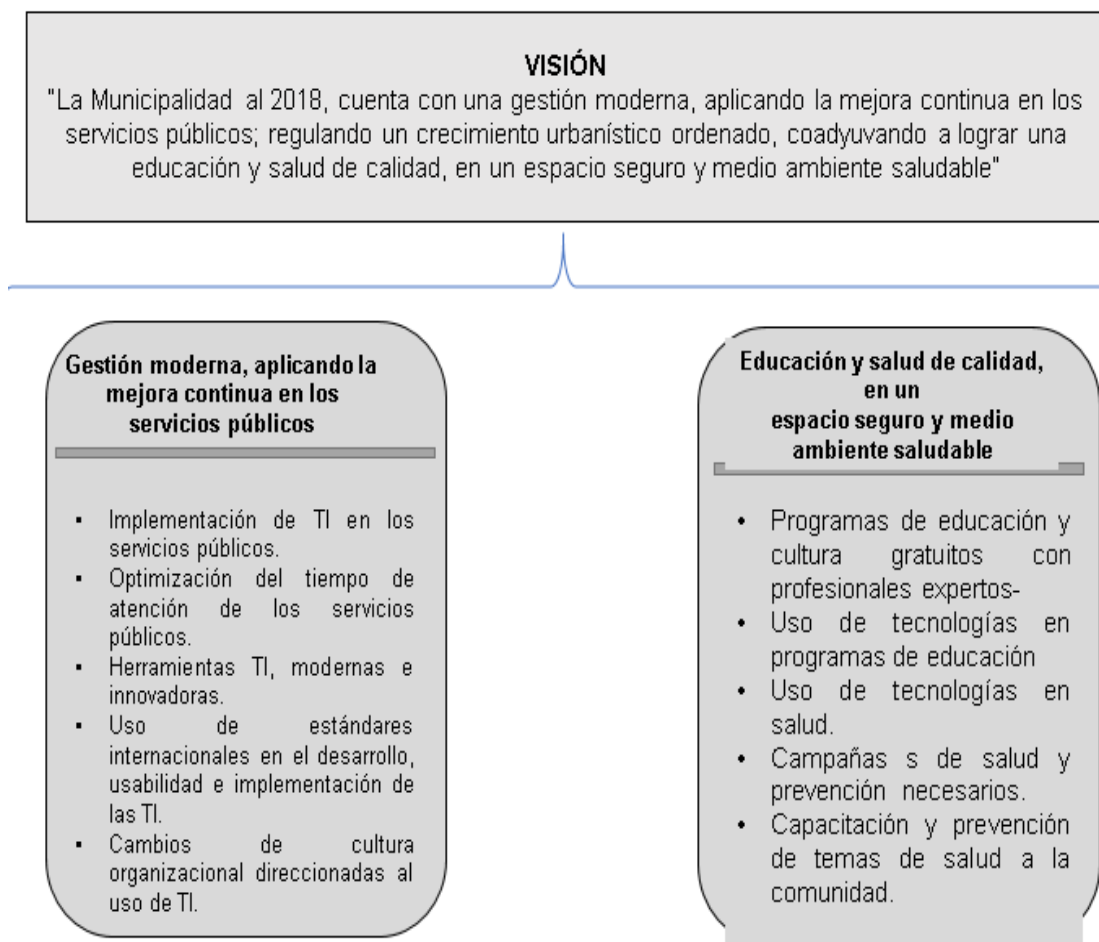 VISIÓN
"La Municipalidad al 2018, cuenta con una gestión moderna, aplicando la mejora continua en los
servicios públicos; regulando un crecimiento urbanístico ordenado, coadyuvando a lograr una
educación y salud de calidad, en un espacio seguro y medio ambiente saludable"
Gestión moderna, aplicando la
mejora continua en los
servicios públicos
▪ Implementación de TI en los
servicios públicos.
▪ Optimización del tiempo de
atención de los servicios
públicos.
▪ Herramientas TI, modernas e
innovadoras.
▪ Uso de estándares
internacionales en el desarrollo,
usabilidad e implementación de
las TI.
▪ Cambios de cultura
organizacional direccionadas al
uso de TI.
Educación y salud de calidad,
en un
espacio seguro y medio
ambiente saludable
• Programas de educación y
cultura gratuitos con
profesionales expertos-
• Uso de tecnologías en
programas de educación
• Uso de tecnologías en
salud.
• Campañas s de salud y
prevención necesarios.
• Capacitación y prevención
de temas de salud a la
comunidad.